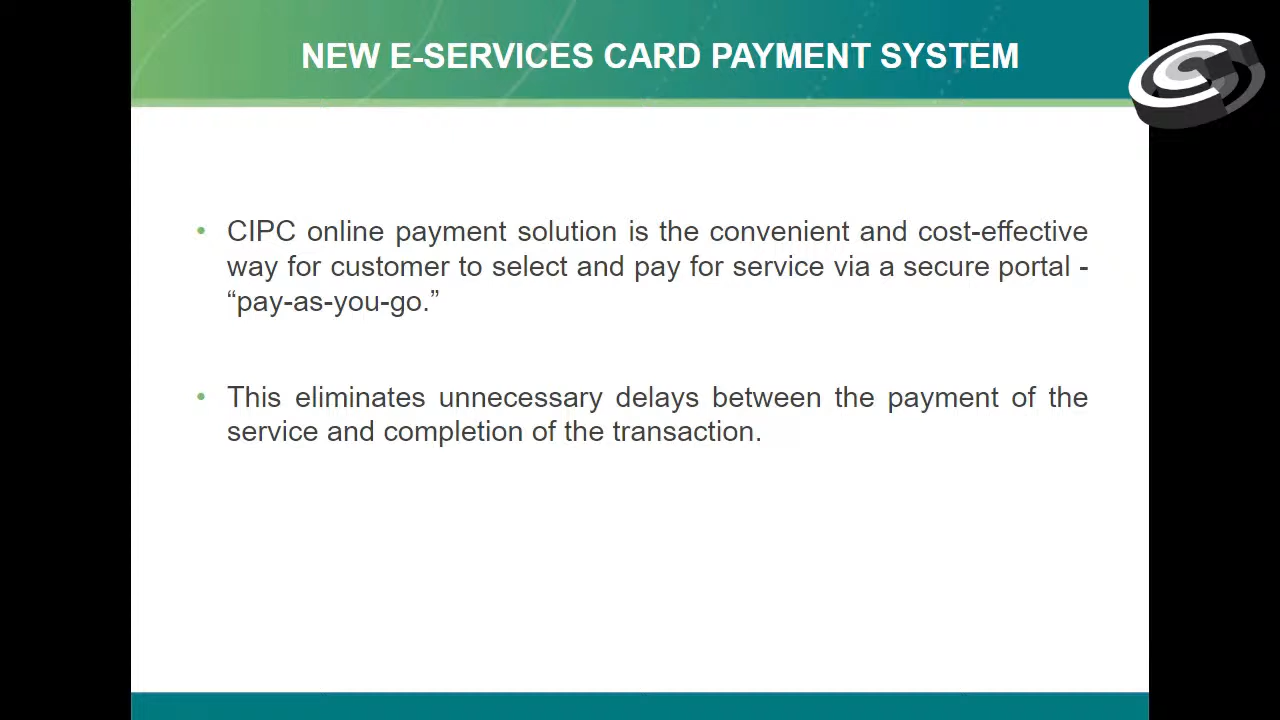 NEW E-SERVICES CARD PAYMENT SYSTEM
• CIPC online payment solution is the convenient and cost-effective
way for customer to select and pay for service via a secure portal -
“pay-as-you-go.”
• This eliminates unnecessary delays between the payment of the
service and completion of the transaction.